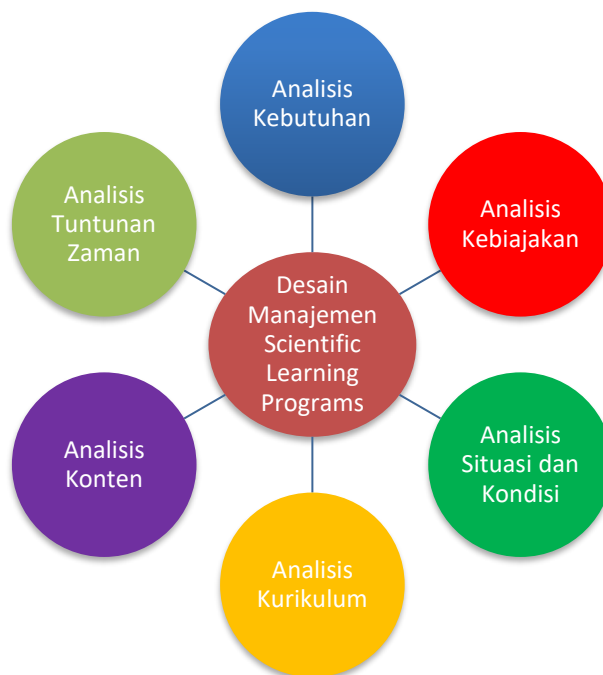 Analisis
Kebutuhan
Analisis
Kebiajakan
Analisis
Situasi dan
Kondisi
Analisis
Kurikulum
Analisis
Konten
Analisis
Tuntunan
Zaman
Desain
Manajemen
Scientific
Learning
Programs